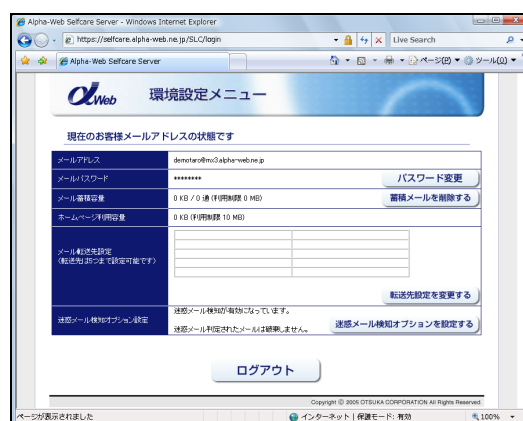 Alpha-Web Selfcare Server - Windows Internet Explorer
https://selfcare.alpha-web.ne.jp/SLC/login
Live Search
Alpha-Web Selfcare Server
ページ(P) ツール(O)
αWeb 環境設定メニュー
現在のお客様メールアドレスの状態です
メールアドレス demotaro@mx3.alpha-web.ne.jp
メールパスワード ******** パスワード変更
メール蓄積容量 0 KB / 0 通 (利用制限 0 MB) 蓄積メールを削除する
ホームページ利用容量 0 KB (利用制限 10 MB)
メール転送先設定
(転送先は5つまで設定可能です)
転送先設定を変更する
迷惑メール検知オプション設定
迷惑メール検知が有効になっています。
迷惑メール判定されたメールは破棄しません。
迷惑メール検知オプションを設定する
ログアウト
Copyright © 2005 OTSUKA CORPORATION All Rights Reserved.
ページが表示されました インターネット | 保護モード: 有効 100%